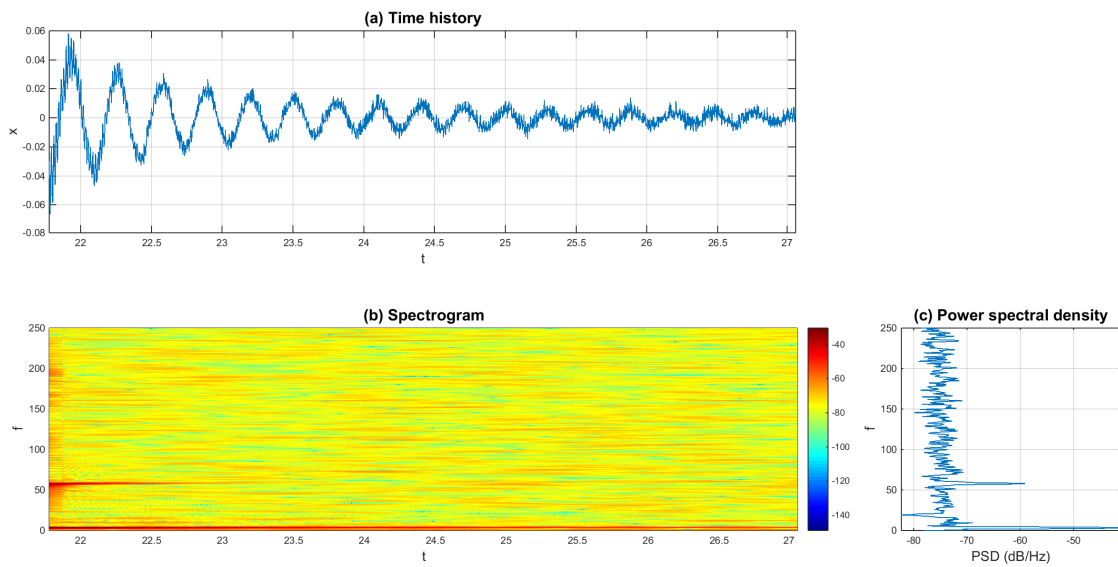 (a) Time history
0.06
0.04
0.02
0
-0.02
-0.04
-0.06
-0.08
x
22 22.5 23 23.5 24 24.5 25 25.5 26 26.5 27
t
(b) Spectrogram
250
200
150
100
50
0
f
22 22.5 23 23.5 24 24.5 25 25.5 26 26.5 27
t
-40
-60
-80
-100
-120
-140
(c) Power spectral density
250
200
150
100
50
0
f
-80 -70 -60 -50
PSD (dB/Hz)